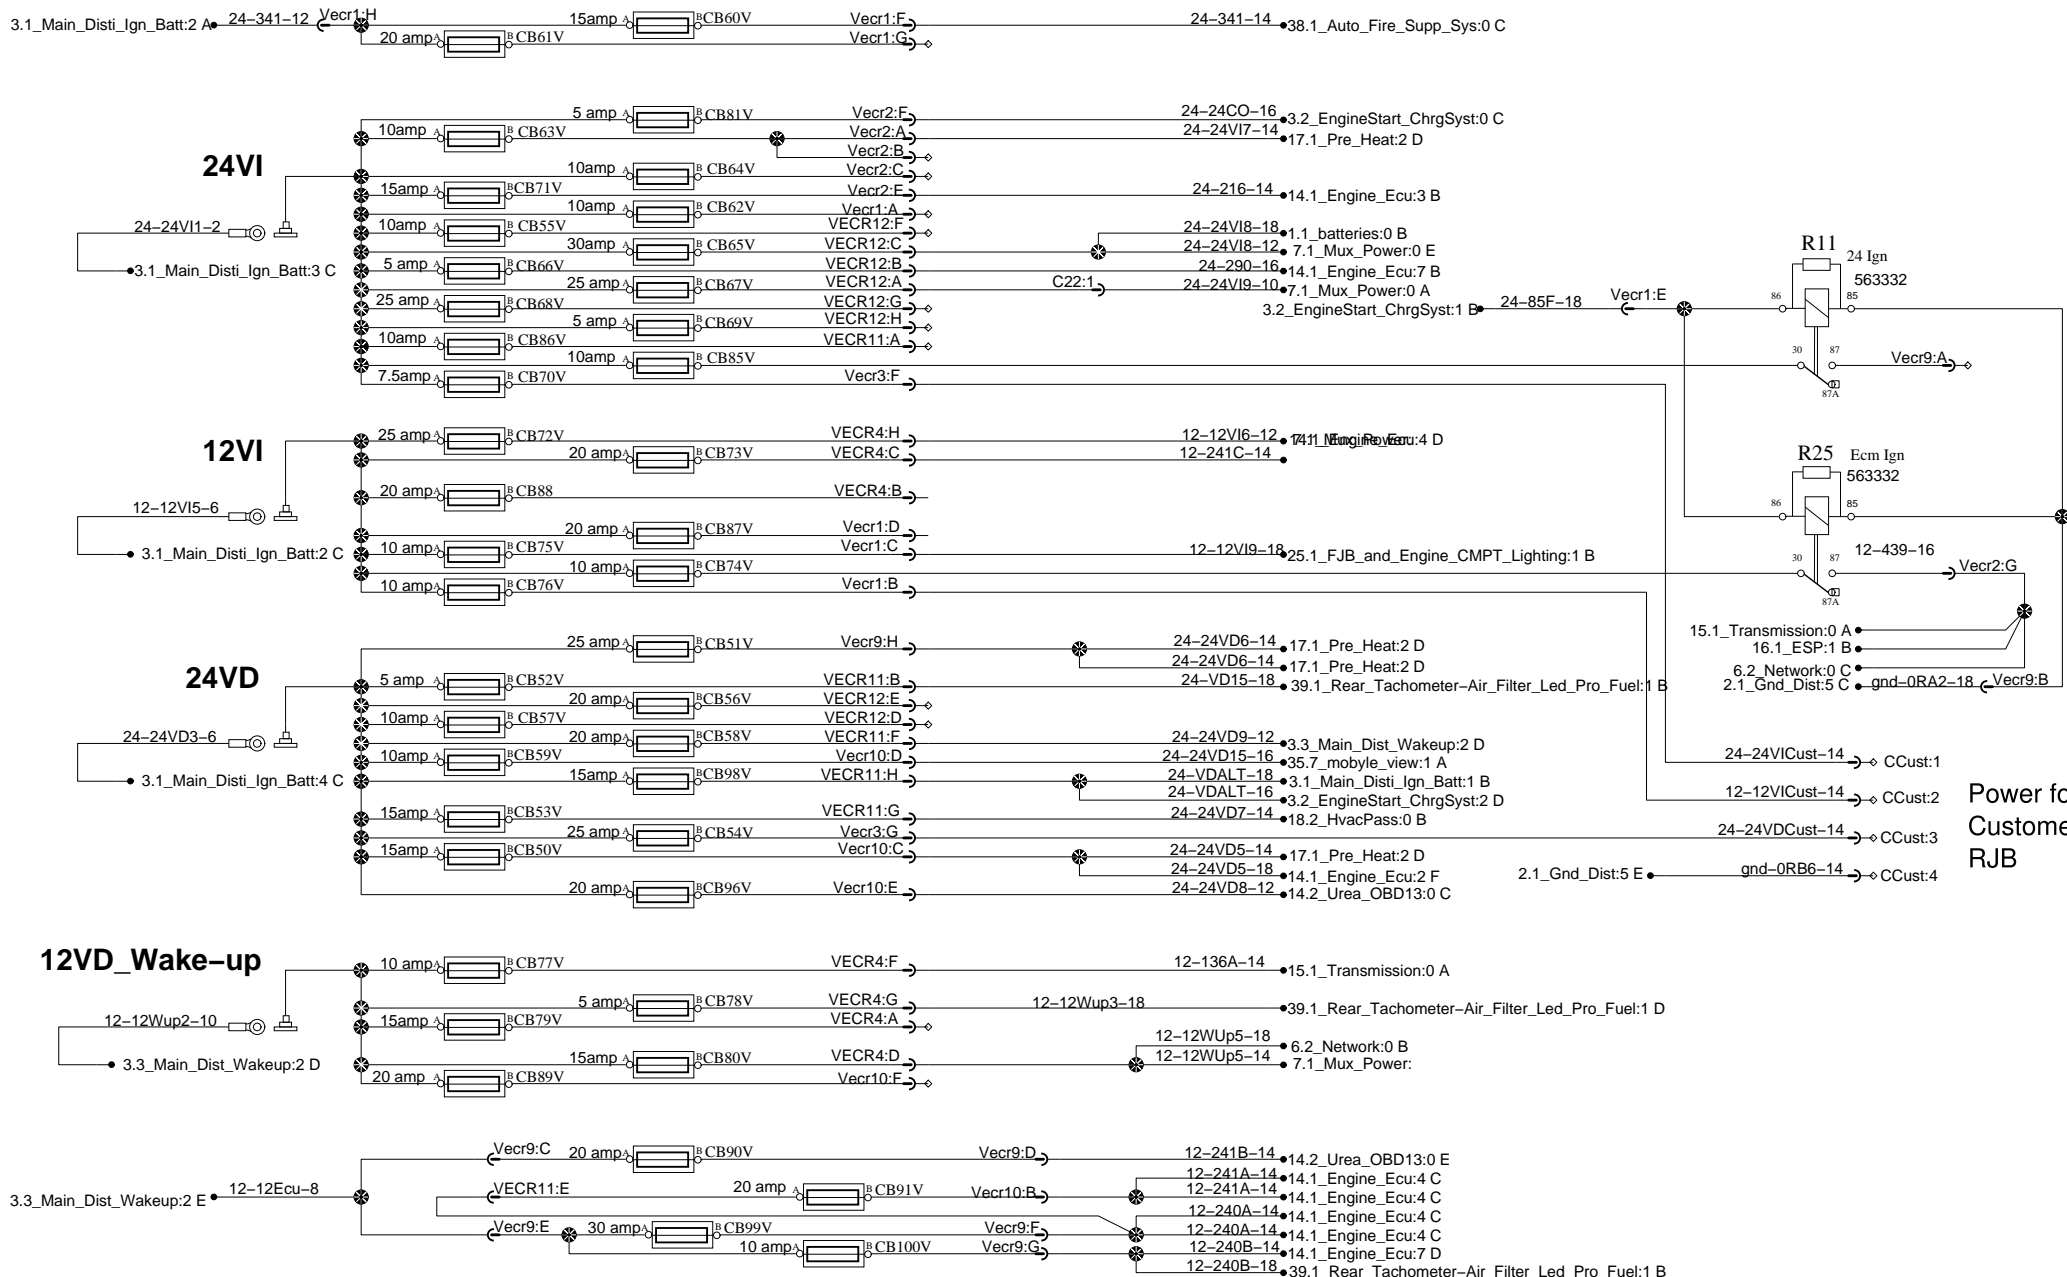 3.1_Main_Disti_Ign_Batt:2 A 24–341–12 Vecr1:H 15amp A B CB60V Vecr1:F 24–341–14 38.1_Auto_Fire_Supp_Sys:0 C
20 amp A B CB61V Vecr1:G
5 amp A B CB81V Vecr2:F 24–24CO–16 3.2_EngineStart_ChrgSyst:0 C
10amp A B CB63V Vecr2:A 24–24VI7–14 17.1_Pre_Heat:2 D
Vecr2:B
24VI
10amp A B CB64V Vecr2:C
15amp A B CB71V Vecr2:E 24–216–14 14.1_Engine_Ecu:3 B
10amp A B CB62V Vecr1:A
24–24VI1–2 10amp A B CB55V VECR12:F 24–24VI8–18 1.1_batteries:0 B
30amp A B CB65V VECR12:C 24–24VI8–12 7.1_Mux_Power:0 E
R11 24 Ign
563332
3.1_Main_Disti_Ign_Batt:3 C 5 amp A B CB66V VECR12:B 24–290–16 14.1_Engine_Ecu:7 B
25 amp A B CB67V VECR12:A C22:1 24–24VI9–10 7.1_Mux_Power:0 A
25 amp A B CB68V VECR12:G 3.2_EngineStart_ChrgSyst:1 B 24–85F–18 Vecr1:E 86 85
5 amp A B CB69V VECR12:H
10amp A B CB86V VECR11:A
10amp A B CB85V 30 87 Vecr9:A
7.5amp A B CB70V Vecr3:F 87A
12VI
25 amp A B CB72V VECR4:H 12–12VI6–12
20 amp A B CB73V VECR4:C 12–241C–14
R25 Ecm Ign
563332
20 amp A B CB88 VECR4:B
12–12VI5–6 86 85
20 amp A B CB87V Vecr1:D
3.1_Main_Disti_Ign_Batt:2 C 10 amp A B CB75V Vecr1:C 12–12VI9–18 25.1_FJB_and_Engine_CMPT_Lighting:1 B 12–439–16
10 amp A B CB74V 30 87 Vecr2:G
10 amp A B CB76V Vecr1:B 87A
15.1_Transmission:0 A
16.1_ESP:1 B
6.2_Network:0 C
2.1_Gnd_Dist:5 C gnd–0RA2–18 Vecr9:B
25 amp A B CB51V Vecr9:H 24–24VD6–14 17.1_Pre_Heat:2 D
24–24VD6–14 17.1_Pre_Heat:2 D
24VD
5 amp A B CB52V VECR11:B 24–VD15–18 39.1_Rear_Tachometer–Air_Filter_Led_Pro_Fuel:1 B
20 amp A B CB56V VECR12:E
10amp A B CB57V VECR12:D
24–24VD3–6 20 amp A B CB58V VECR11:F 24–24VD9–12 3.3_Main_Dist_Wakeup:2 D
10amp A B CB59V Vecr10:D 24–24VD15–16 35.7_mobyle_view:1 A
3.1_Main_Disti_Ign_Batt:4 C 15amp A B CB98V VECR11:H 24–VDALT–18 3.1_Main_Disti_Ign_Batt:1 B
24–VDALT–16 3.2_EngineStart_ChrgSyst:2 D
15amp A B CB53V VECR11:G 24–24VD7–14 18.2_HvacPass:0 B
25 amp A B CB54V Vecr3:G
15amp A B CB50V Vecr10:C 24–24VD5–14 17.1_Pre_Heat:2 D
24–24VD5–18 14.1_Engine_Ecu:2 F
20 amp A B CB96V Vecr10:E 24–24VD8–12 14.2_Urea_OBD13:0 C
24–24VICust–14 CCust:1
12–12VICust–14 CCust:2
24–24VDCust–14 CCust:3
2.1_Gnd_Dist:5 E gnd–0RB6–14 CCust:4
Power fo
Custome
RJB
12VD_Wake–up
10 amp A B CB77V VECR4:F 12–136A–14 15.1_Transmission:0 A
5 amp A B CB78V VECR4:G 12–12Wup3–18 39.1_Rear_Tachometer–Air_Filter_Led_Pro_Fuel:1 D
12–12Wup2–10 15amp A B CB79V VECR4:A
12–12WUp5–18 6.2_Network:0 B
3.3_Main_Dist_Wakeup:2 D 15amp A B CB80V VECR4:D 12–12WUp5–14 7.1_Mux_Power:
20 amp A B CB89V Vecr10:F
Vecr9:C 20 amp A B CB90V Vecr9:D 12–241B–14 14.2_Urea_OBD13:0 E
12–241A–14 14.1_Engine_Ecu:4 C
3.3_Main_Dist_Wakeup:2 E 12–12Ecu–8 VECR11:E 20 amp A B CB91V Vecr10:B 12–241A–14 14.1_Engine_Ecu:4 C
12–240A–14 14.1_Engine_Ecu:4 C
Vecr9:E 30 amp A B CB99V Vecr9:F 12–240A–14 14.1_Engine_Ecu:4 C
10 amp A B CB100V Vecr9:G 12–240B–14 14.1_Engine_Ecu:7 D
12–240B–18 39.1_Rear_Tachometer–Air_Filter_Led_Pro_Fuel:1 B